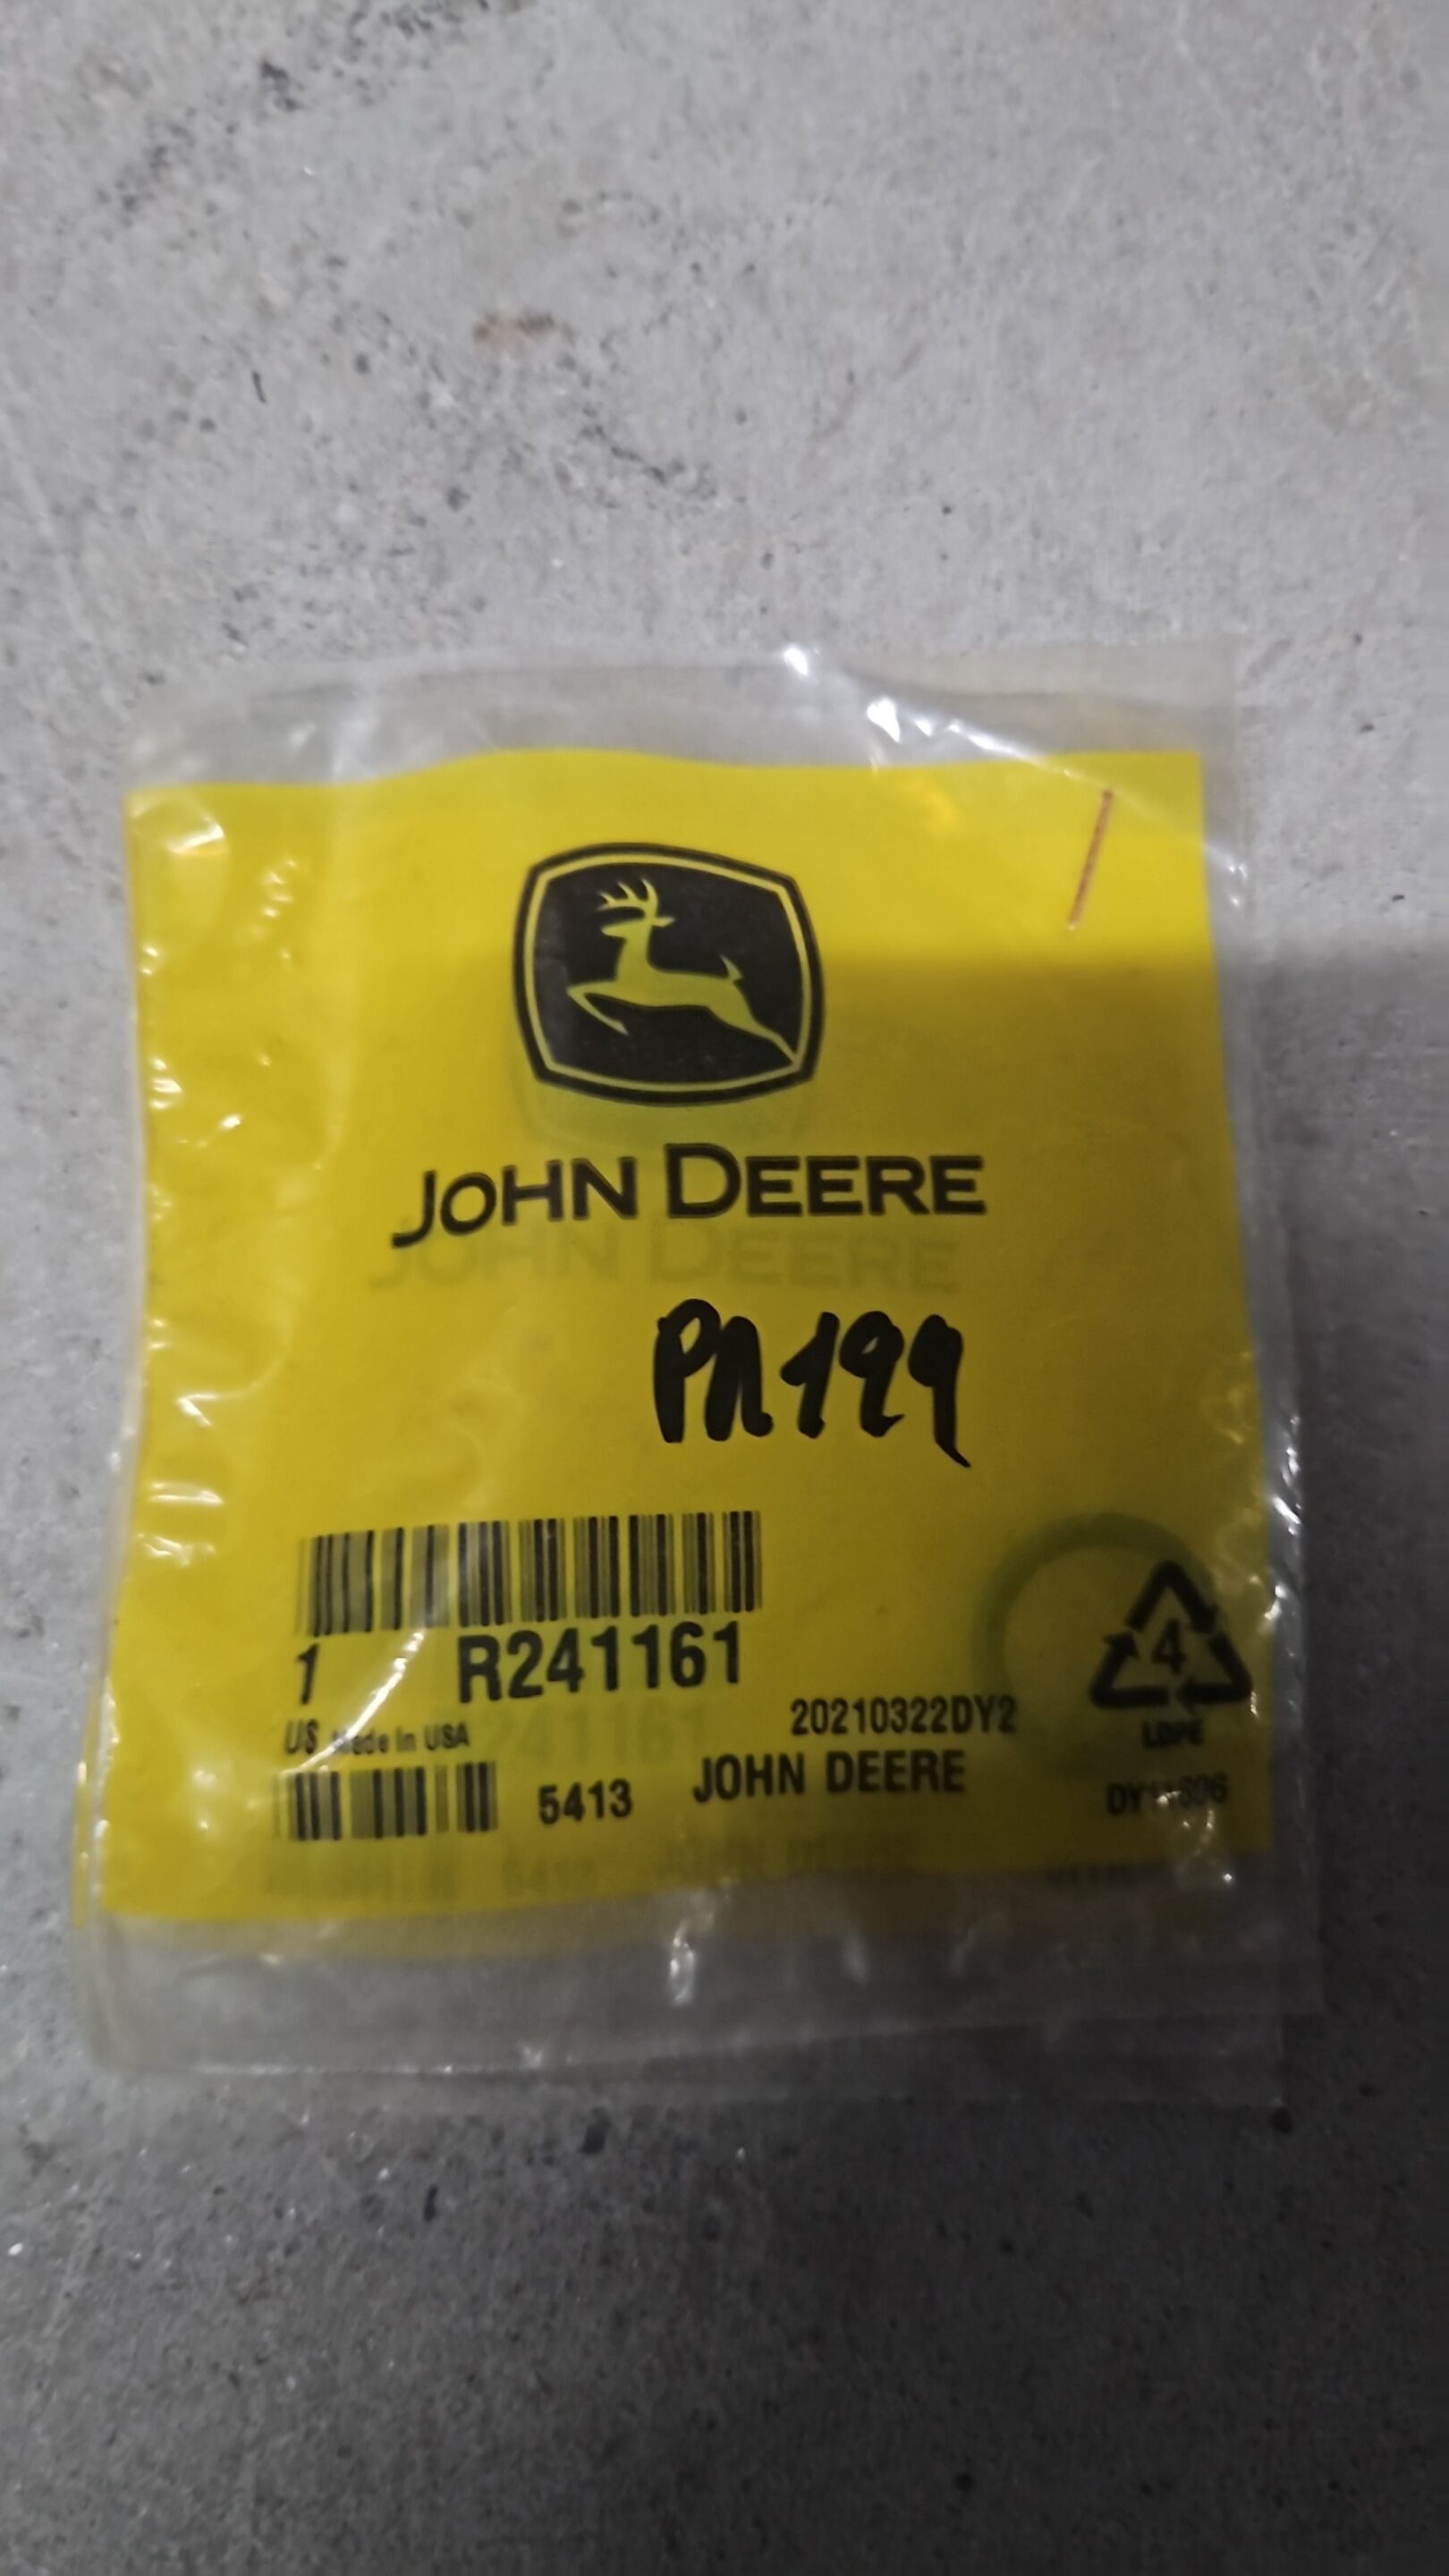 JOHN DEERE
PA199
1 R241161
US Made In USA
20210322DY2
4
LDPE
5413 JOHN DEERE